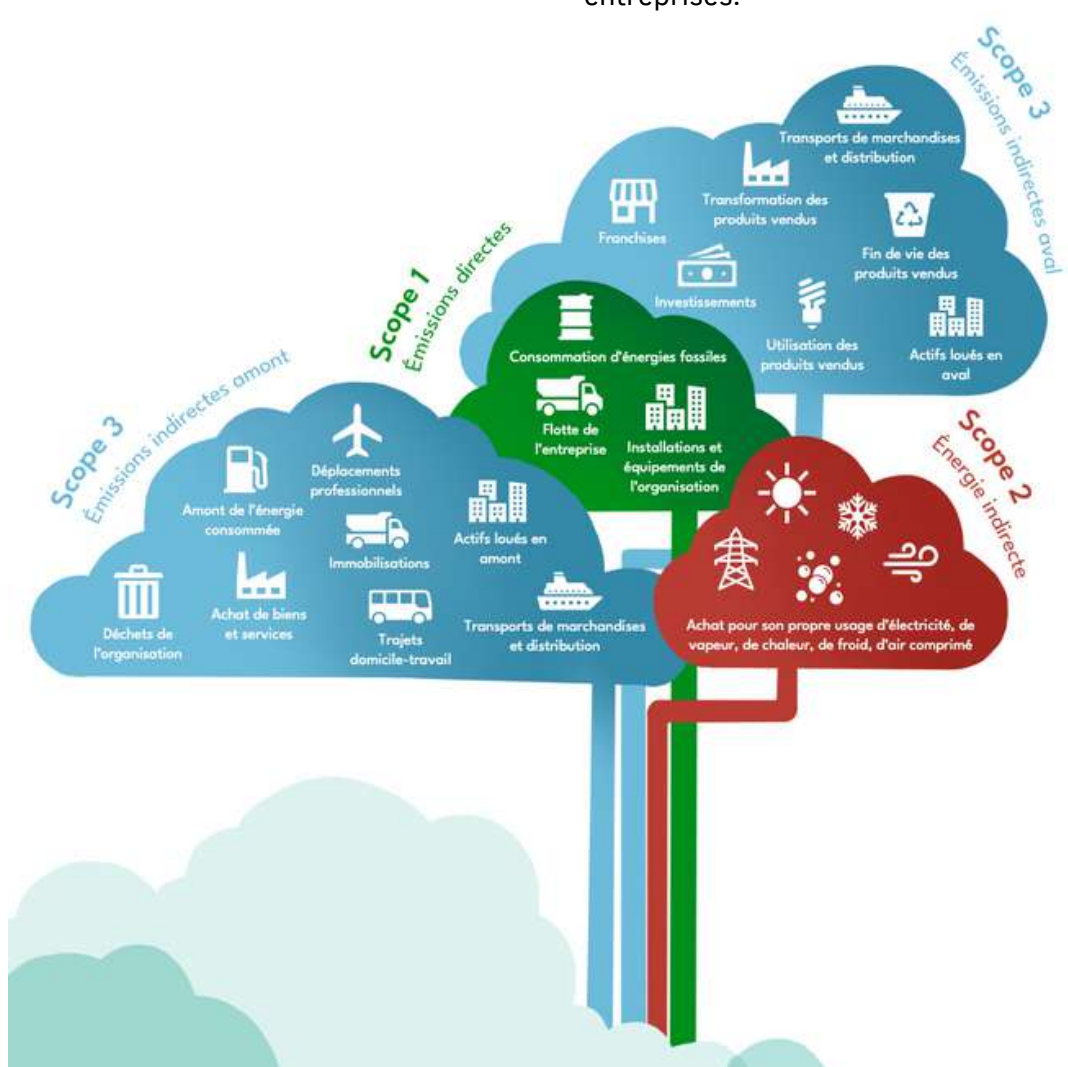 entreprises.
Scope 3
Émissions indirectes aval
Transports de marchandises
et distribution
Transformation des
produits vendus
Franchises
Fin de vie des
produits vendus
Investissements
Utilisation des
produits vendus
Actifs loués en
aval
Scope 1
Émissions directes
Consommation d'énergies fossiles
Flotte de
l'entreprise
Installations et
équipements de
l'organisation
Scope 3
Émissions indirectes amont
Déplacements
professionnels
Amont de l'énergie
consommée
Immobilisations
Actifs loués en
amont
Déchets de
l'organisation
Achat de biens
et services
Trajets
domicile-travail
Transports de marchandises
et distribution
Scope 2
Énergie indirecte
Achat pour son propre usage d'électricité, de
vapeur, de chaleur, de froid, d'air comprimé